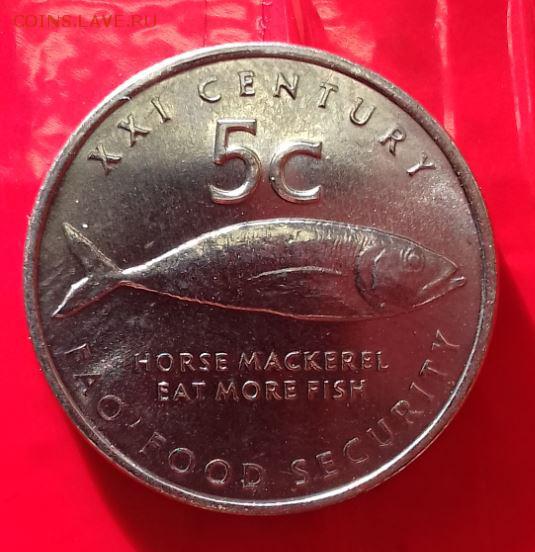 COINS.LAVE.RU
XXI CENTURY
5c
HORSE MACKEREL
EAT MORE FISH
FAO, FOOD SECURITY